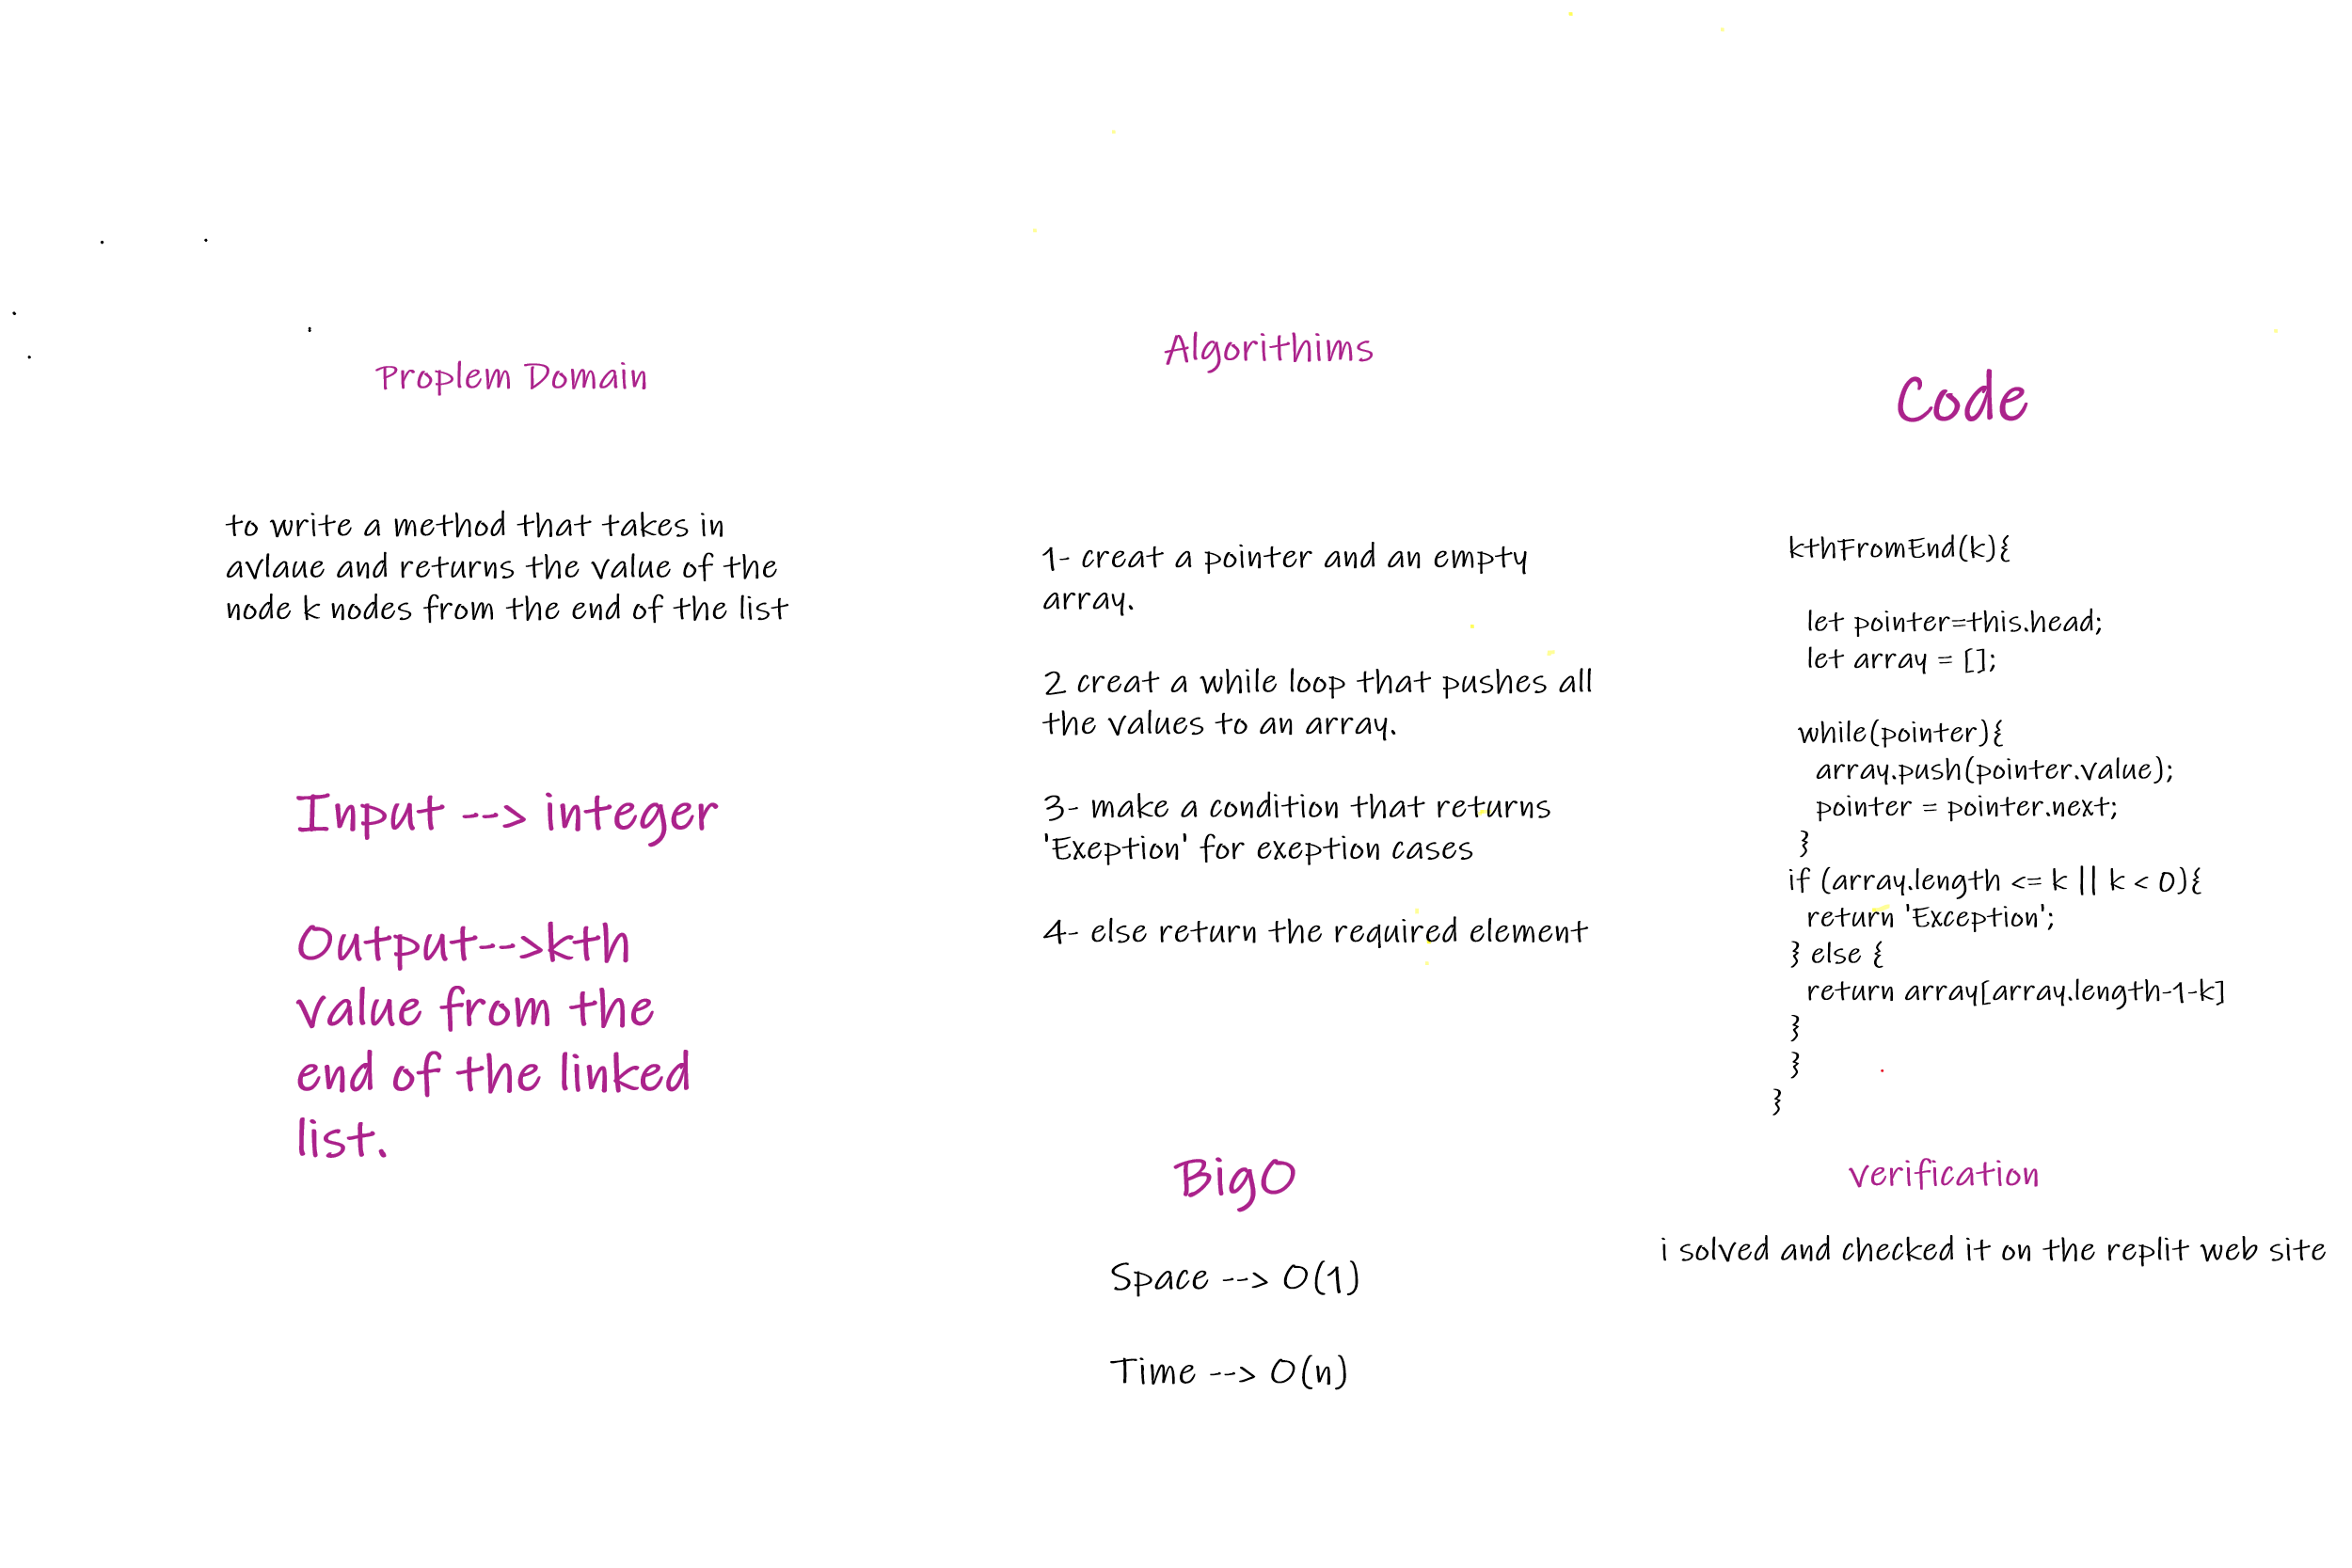 Proplem Domain
to write a method that takes in
avlaue and returns the value of the
node k nodes from the end of the list
Input --> integer
Output-->kth
value from the
end of the linked
list.
Algorithims
1- creat a pointer and an empty
array.
2 creat a while loop that pushes all
the values to an array.
3- make a condition that returns
'Exeption' for exeption cases
4- else return the required element
BigO
Space --> O(1)
Time --> O(n)
Code
kthFromEnd(k){
let pointer=this.head;
let array = [];
while(pointer){
array.push(pointer.value);
pointer = pointer.next;
}
if (array.length <= k || k < 0){
return 'Exception';
} else {
return array[array.length-1-k]
}
}
}
verification
i solved and checked it on the replit web site